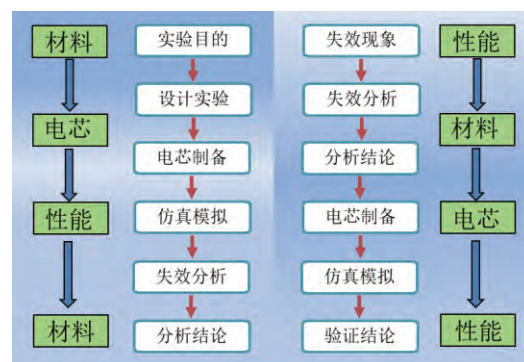 材料
电芯
性能
材料
实验目的
设计实验
电芯制备
仿真模拟
失效分析
分析结论
失效现象
失效分析
分析结论
电芯制备
仿真模拟
验证结论
性能
材料
电芯
性能